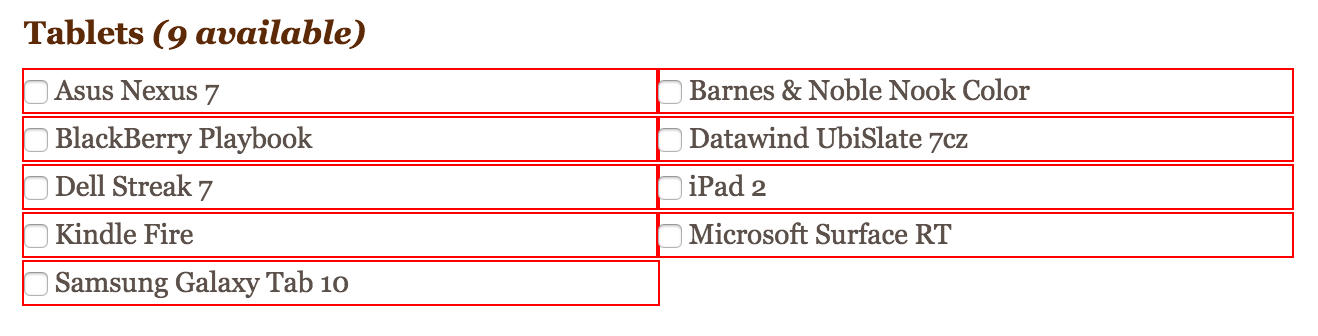 Tablets (9 available)
Asus Nexus 7
Barnes & Noble Nook Color
BlackBerry Playbook
Datawind UbiSlate 7cz
Dell Streak 7
iPad 2
Kindle Fire
Microsoft Surface RT
Samsung Galaxy Tab 10